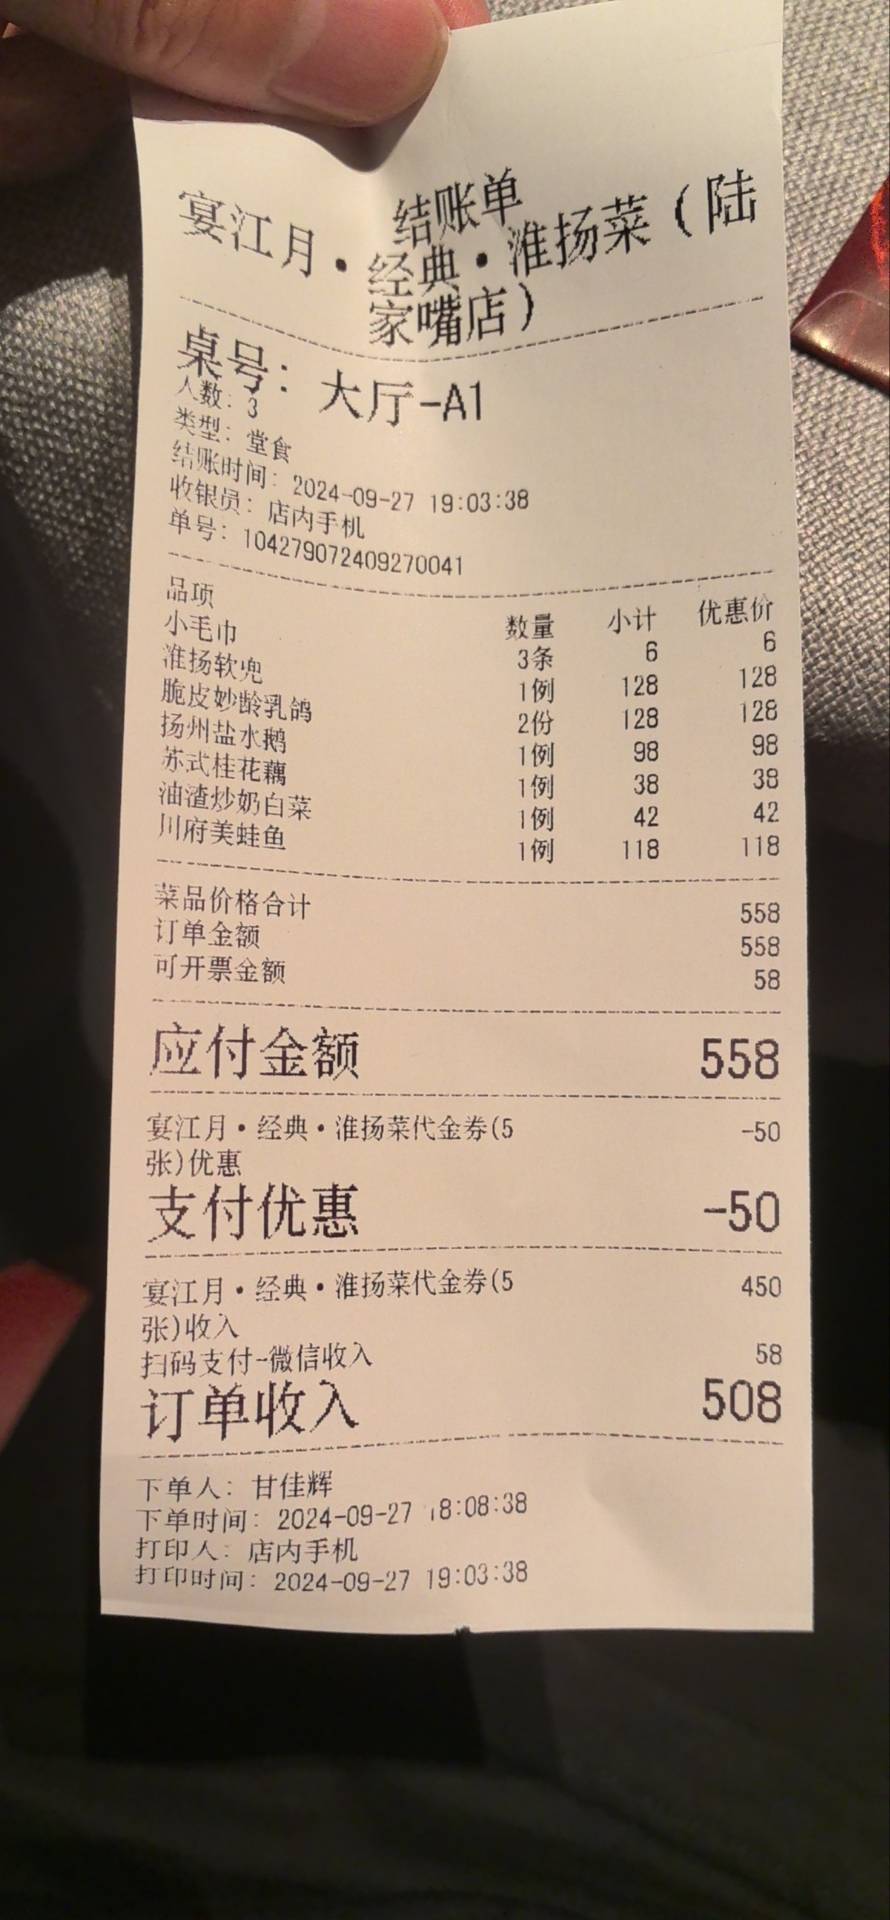 结账单
宴江月·经典·淮扬菜(陆
家嘴店)
桌号: 大厅-A1
人数: 3
类型: 堂食
结账时间: 2024-09-27 19:03:38
收银员: 店内手机
单号: 104279072409270041
品项 数量 小计 优惠价
小毛巾 3条 6 6
淮扬软兜 1例 128 128
脆皮妙龄乳鸽 2份 128 128
扬州盐水鹅 1例 98 98
苏式桂花藕 1例 38 38
油渣炒奶白菜 1例 42 42
川府美蛙鱼 1例 118 118
菜品价格合计 558
订单金额 558
可开票金额 58
应付金额 558
宴江月·经典·淮扬菜代金券(5 -50
张)优惠
支付优惠 -50
宴江月·经典·淮扬菜代金券(5 450
张)收入
扫码支付-微信收入 58
订单收入 508
下单人: 甘佳辉
下单时间: 2024-09-27 18:08:38
打印人: 店内手机
打印时间: 2024-09-27 19:03:38